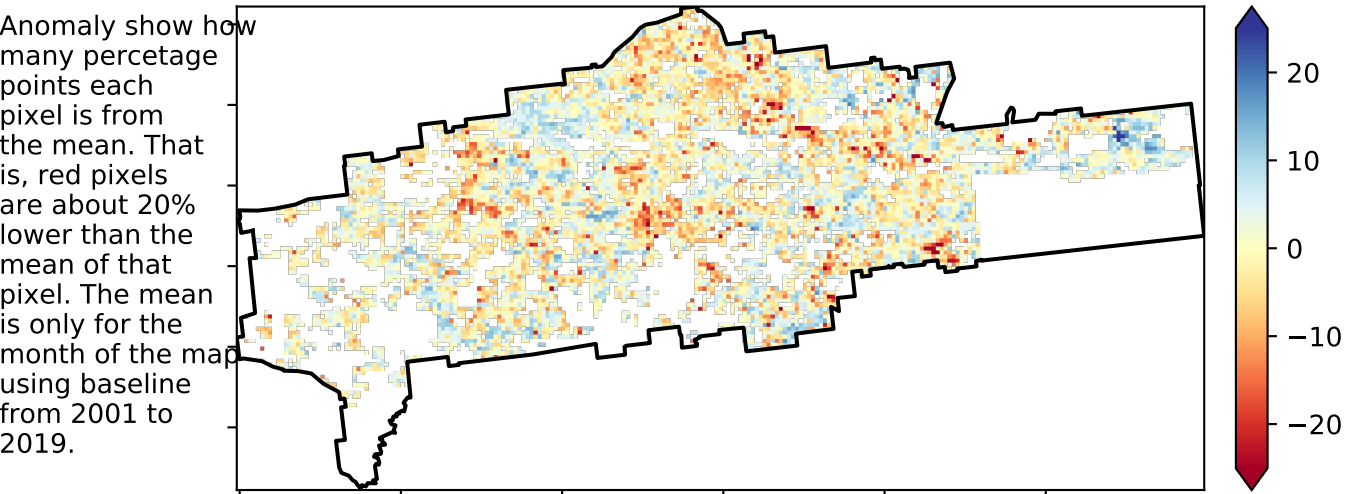 Anomaly show how
many percetage
points each
pixel is from
the mean. That
is, red pixels
are about 20%
lower than the
mean of that
pixel. The mean
is only for the
month of the map
using baseline
from 2001 to
2019.
20
10
0
−10
−20